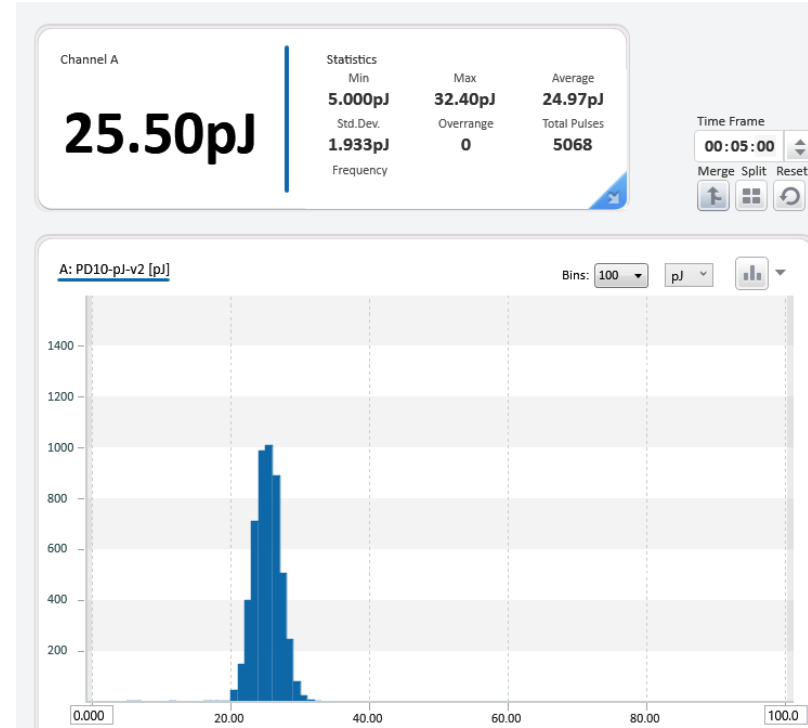 Channel A
25.50pJ
Statistics
Min Max Average
5.000pJ 32.40pJ 24.97pJ
Std.Dev. Overrange Total Pulses
1.933pJ 0 5068
Frequency
Time Frame
00:05:00
Merge Split Reset
A: PD10-pJ-v2 [pJ]
Bins: 100 pJ
1400
1200
1000
800
600
400
200
0.000 20.00 40.00 60.00 80.00 100.0